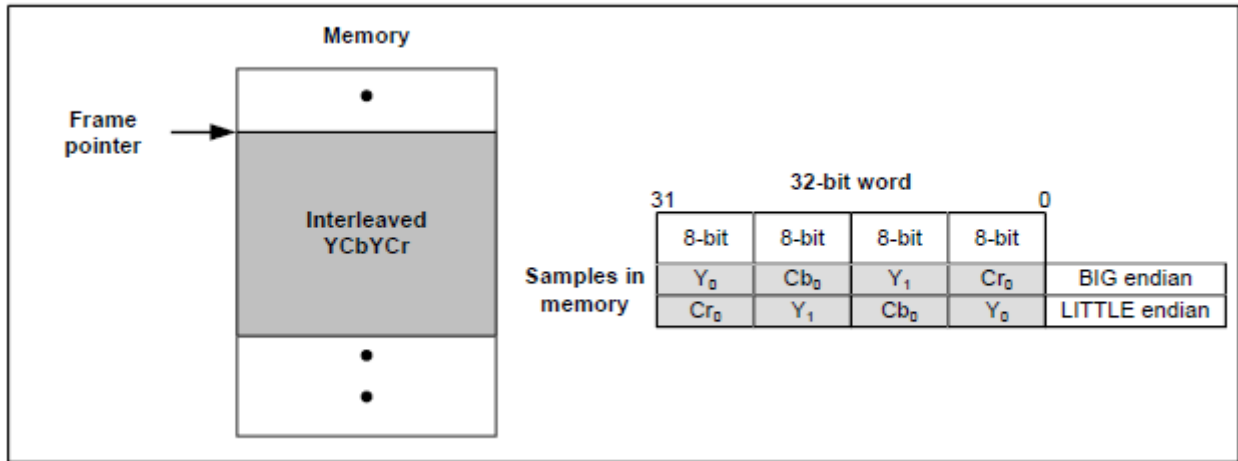 Memory
Frame
pointer
Interleaved
YCbYCr
32-bit word
31 0
8-bit 8-bit 8-bit 8-bit
Samples in
memory
Y₀ Cb₀ Y₁ Cr₀ BIG endian
Cr₀ Y₁ Cb₀ Y₀ LITTLE endian